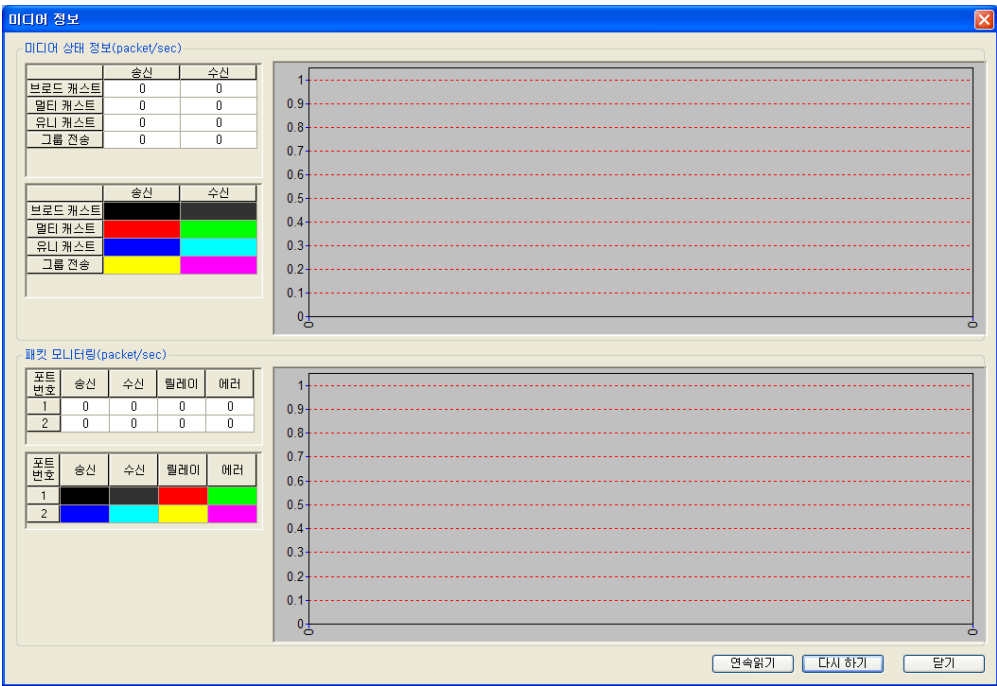 미디어 정보
미디어 상태 정보(packet/sec)
송신 수신
브로드 캐스트 0 0
멀티 캐스트 0 0
유니 캐스트 0 0
그룹 전송 0 0
송신 수신
브로드 캐스트
멀티 캐스트
유니 캐스트
그룹 전송
1
0.9
0.8
0.7
0.6
0.5
0.4
0.3
0.2
0.1
0
0 0
패킷 모니터링(packet/sec)
포트 번호 송신 수신 릴레이 에러
1 0 0 0 0
2 0 0 0 0
포트 번호 송신 수신 릴레이 에러
1
2
1
0.9
0.8
0.7
0.6
0.5
0.4
0.3
0.2
0.1
0
0 0
연속읽기 다시 하기 닫기